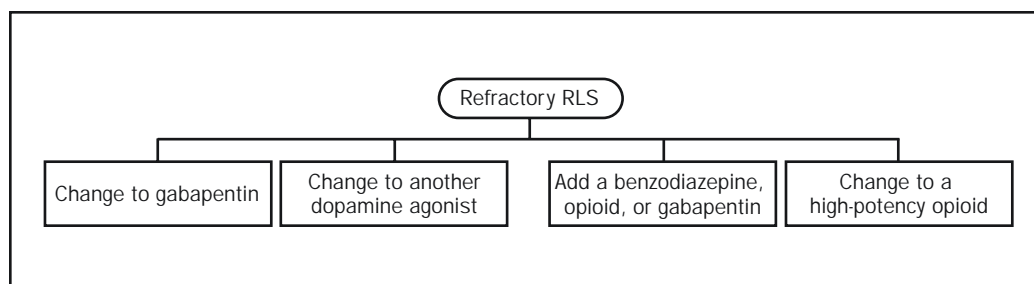 Refractory RLS
Change to gabapentin
Change to another
dopamine agonist
Add a benzodiazepine,
opioid, or gabapentin
Change to a
high-potency opioid